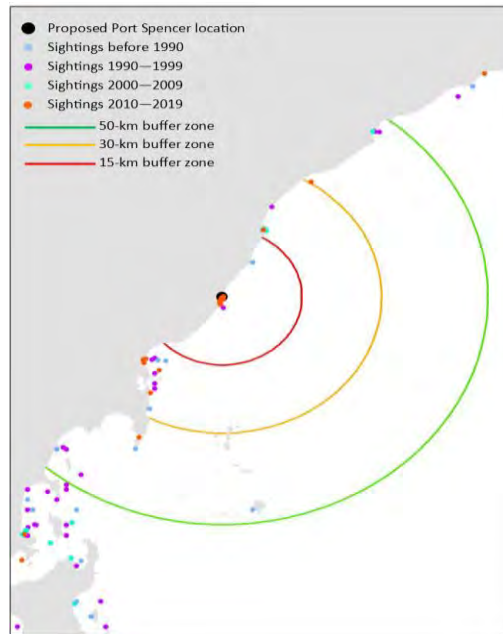 Proposed Port Spencer location
Sightings before 1990
Sightings 1990—1999
Sightings 2000—2009
Sightings 2010—2019
50-km buffer zone
30-km buffer zone
15-km buffer zone